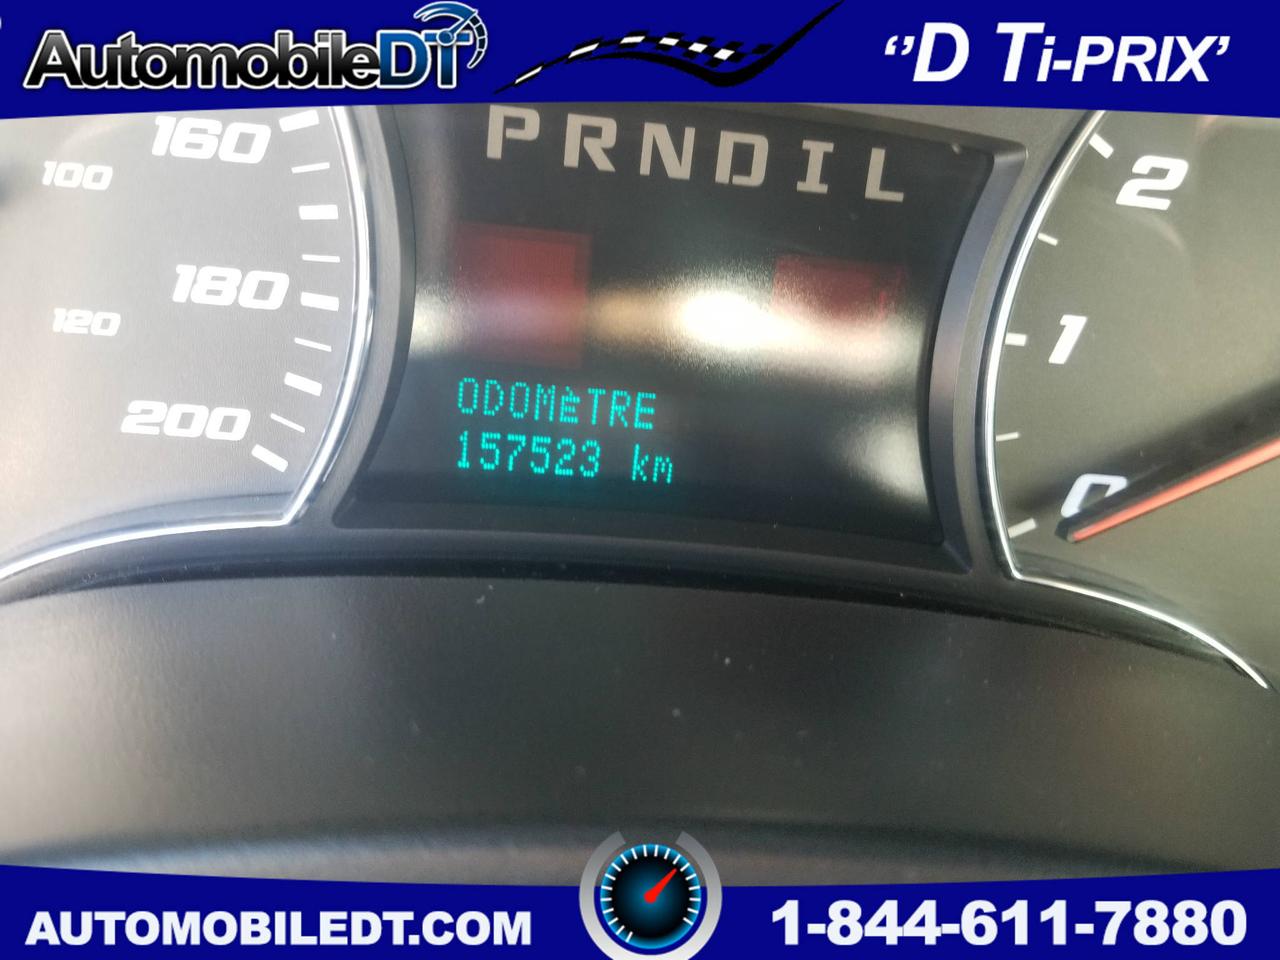 AutomobileDT
‘’D Ti-PRIX’
PRNDIL
160
100
180
120
200
2
1
0
ODOMèTRE
157523 km
AUTOMOBILEDT.COM
1-844-611-7880